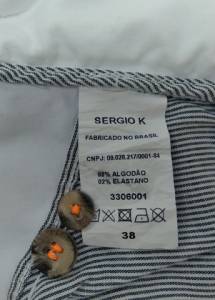 SERGIO K
FABRICADO NO BRASIL
CNPJ: 09.026.217/0001-84
98% ALGODÃO
02% ELASTANO
3306001
38